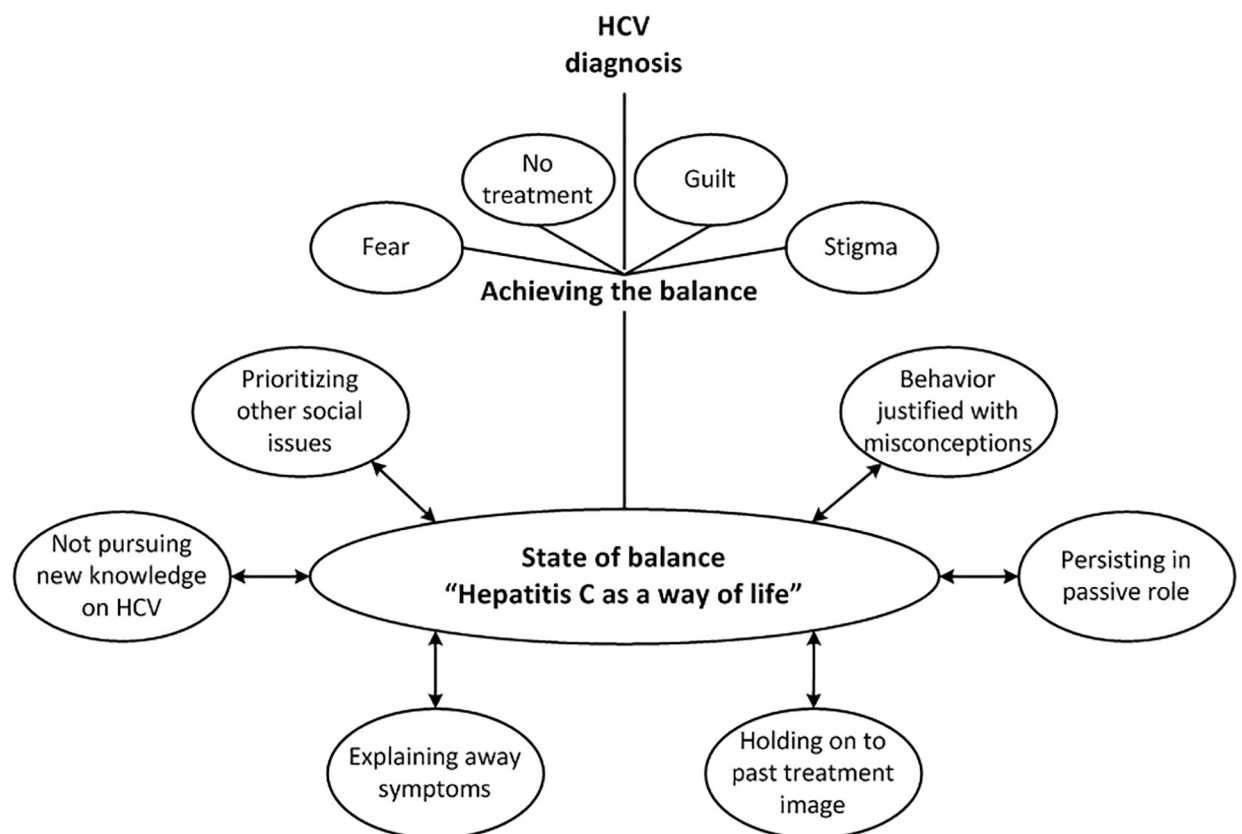 HCV
diagnosis
No
treatment
Guilt
Fear
Stigma
Achieving the balance
Prioritizing
other social
issues
Behavior
justified with
misconceptions
Not pursuing
new knowledge
on HCV
State of balance
“Hepatitis C as a way of life”
Persisting in
passive role
Explaining away
symptoms
Holding on to
past treatment
image